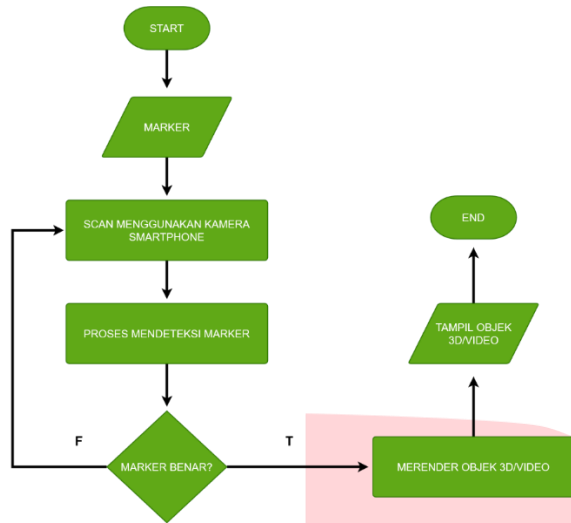 START
MARKER
SCAN MENGGUNAKAN KAMERA
SMARTPHONE
PROSES MENDETEKSI MARKER
MARKER BENAR?
F
T
MERENDER OBJEK 3D/VIDEO
TAMPIL OBJEK
3D/VIDEO
END